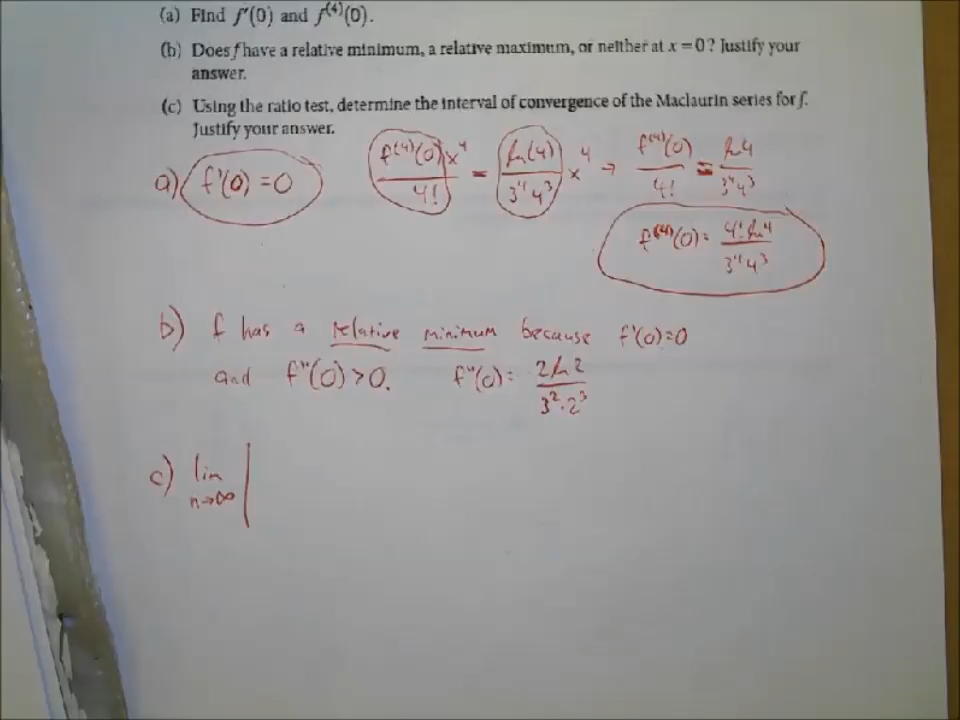 (a) Find f′(0) and f⁽⁴⁾(0).
(b) Does f have a relative minimum, a relative maximum, or neither at x = 0? Justify your
answer.
(c) Using the ratio test, determine the interval of convergence of the Maclaurin series for f.
Justify your answer.
a) f'(0) = 0 f⁽⁴⁾(0)x⁴/4! = ln(4)/3⁴4³ x⁴ → f⁽⁴⁾(0)/4! = ln4/3⁴4³
f⁽⁴⁾(0) = 4! ln4/3⁴4³
b) f has a relative minimum because f'(0)=0
and f"(0) > 0. f"(0) = 2 ln 2/3²·2³
c) lim n→∞ |